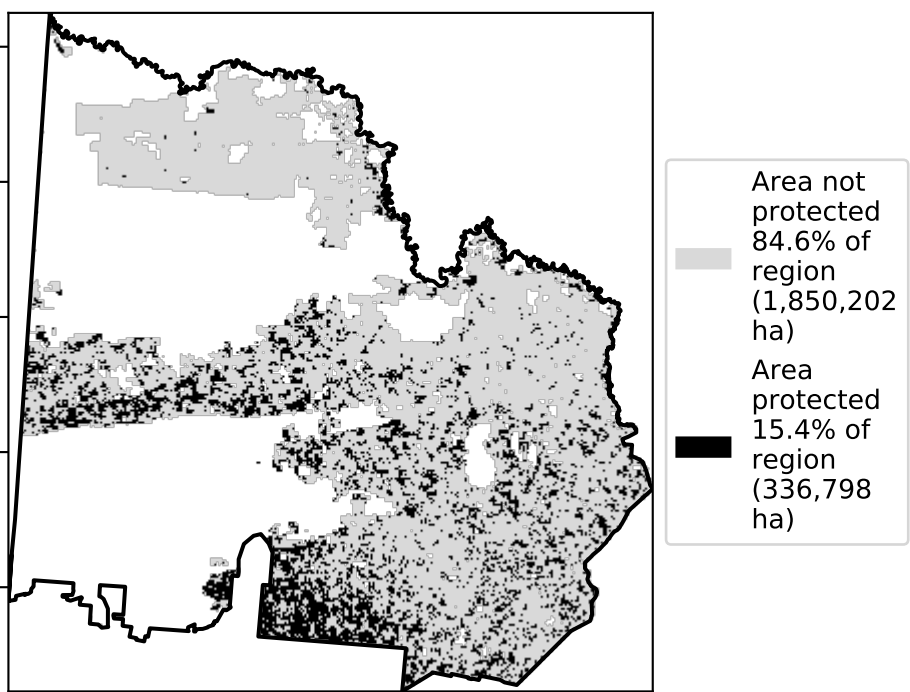 Area not
protected
84.6% of
region
(1,850,202
ha)
Area
protected
15.4% of
region
(336,798
ha)